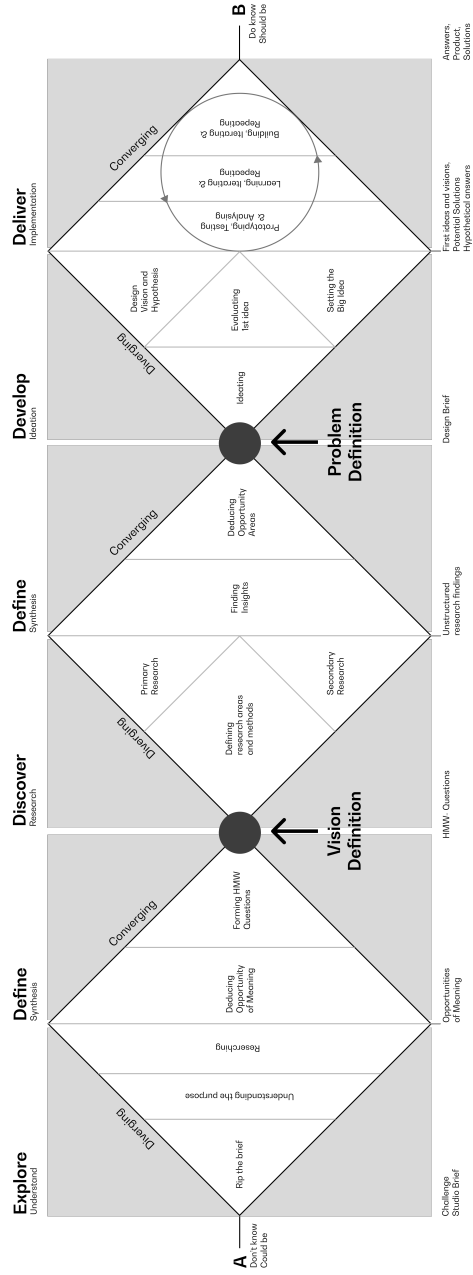 A
Don't know
Could be
Explore
Understand
Diverging
Rip the brief
Understanding the purpose
Reserching
Challenge
Studio Brief
Define
Synthesis
Converging
Deducing
Opportunity
of Meaning
Forming HMW
Questions
Opportunities
of Meaning
Vision
Definition
Discover
Research
Diverging
Primary
Research
Defining
research areas
and methods
Secondary
Research
HMW- Questions
Define
Synthesis
Converging
Finding
Insights
Deducing
Opportunity
Areas
Unstructured
research findings
Problem
Definition
Develop
Ideation
Diverging
Ideating
Design
Vision and
Hypothesis
Evaluating
1st idea
Setting the
Big Idea
Design Brief
Deliver
Implementation
Converging
Prototyping, Testing
& Analysing
Learning, Iterating &
Repecting
Building, Iterating &
Repecting
First ideas and visions,
Potential Solutions
Hypothetical answers
B
Do know
Should be
Answers,
Product,
Solutions